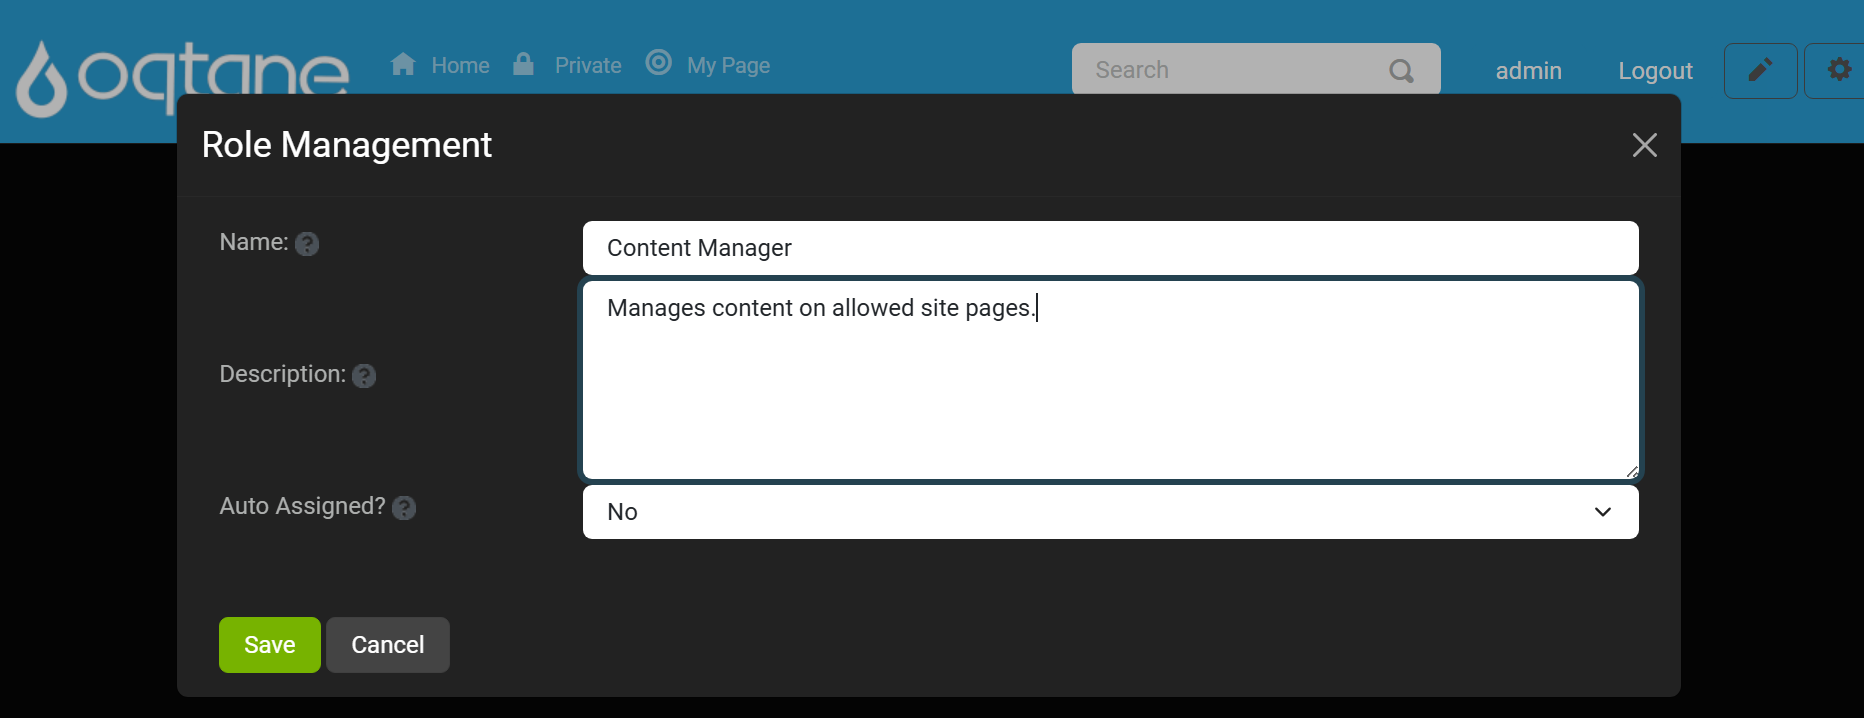 oqtane
Home
Private
My Page
Search
admin
Logout
Role Management
Name: ?
Content Manager
Description: ?
Manages content on allowed site pages.
Auto Assigned? ?
No
Save
Cancel